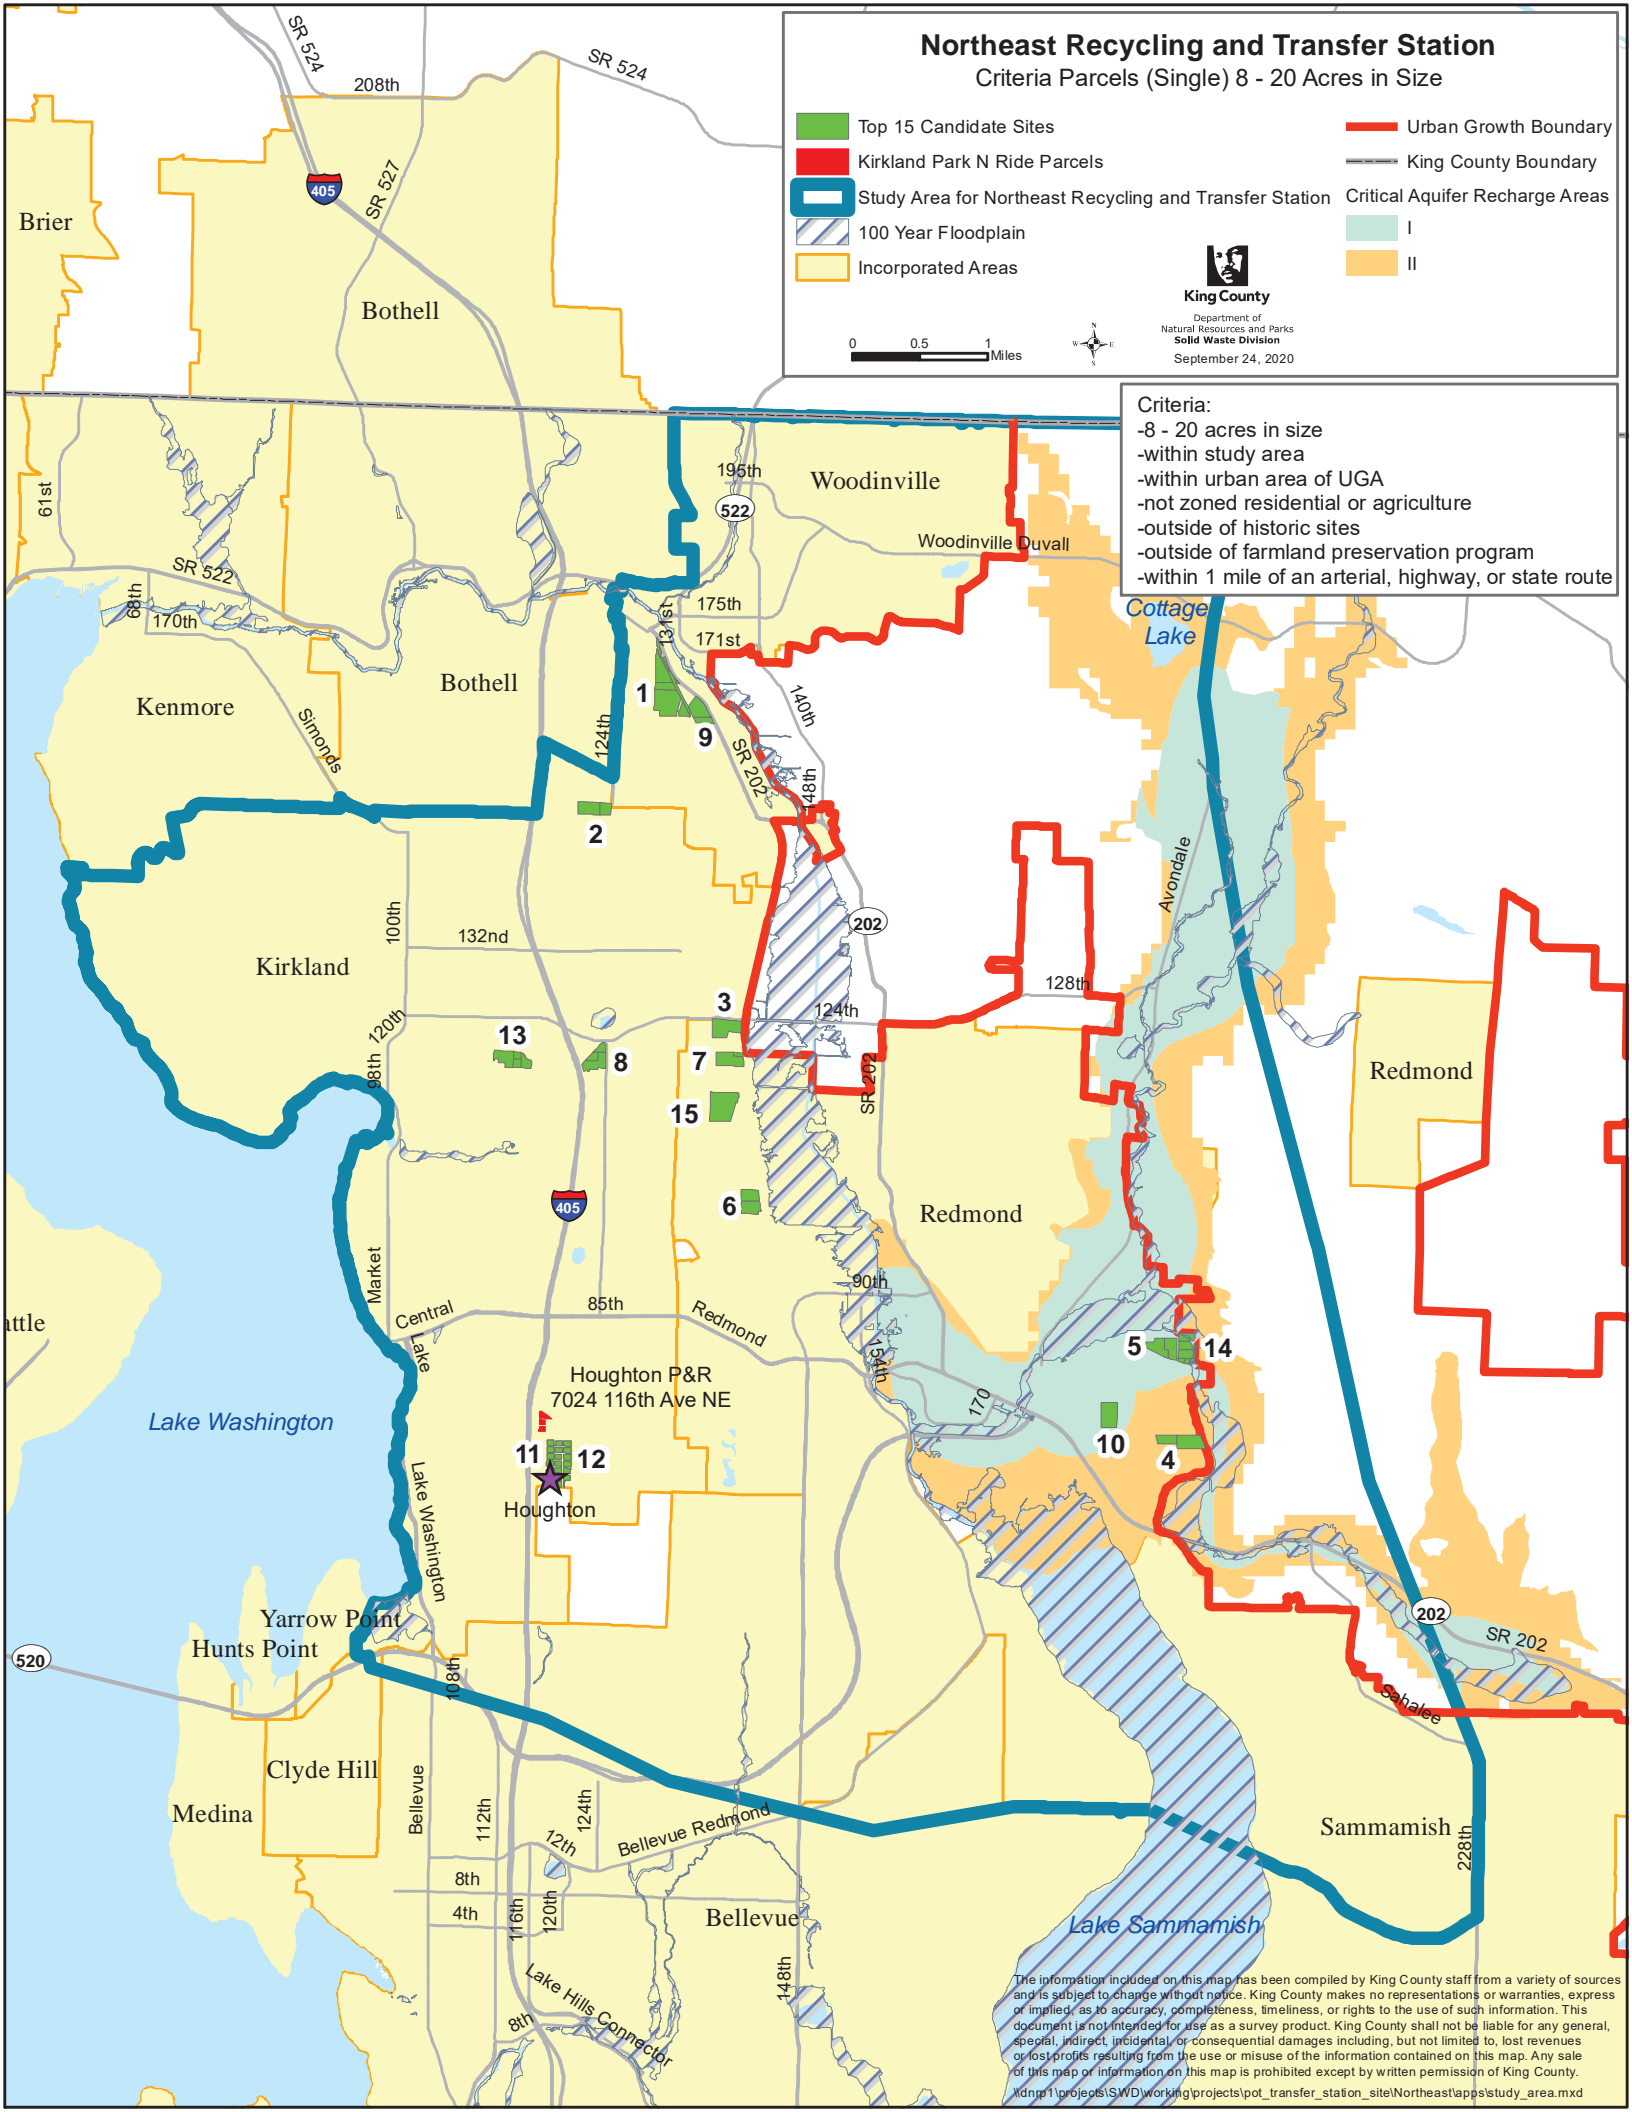 Northeast Recycling and Transfer Station
Criteria Parcels (Single) 8 - 20 Acres in Size
Top 15 Candidate Sites
Kirkland Park N Ride Parcels
Study Area for Northeast Recycling and Transfer Station
100 Year Floodplain
Incorporated Areas
Urban Growth Boundary
King County Boundary
Critical Aquifer Recharge Areas
I
II
0 0.5 1
Miles
N
W E
S
King County
Department of
Natural Resources and Parks
Solid Waste Division
September 24, 2020
Criteria:
-8 - 20 acres in size
-within study area
-within urban area of UGA
-not zoned residential or agriculture
-outside of historic sites
-outside of farmland preservation program
-within 1 mile of an arterial, highway, or state route
SR 524
208th
SR 524
405
SR 527
Brier
Bothell
195th
Woodinville
61st
522
Woodinville Duvall
SR 522
68th
170th
175th
131st
171st
Cottage
Lake
Bothell
Kenmore
1
140th
Simonds
124th
9
SR 202
148th
2
Avondale
100th
202
132nd
Kirkland
128th
3
124th
120th
13
8
7
98th
SR 202
Redmond
15
6
405
Redmond
Market
90th
Central
85th
Redmond
attle
Lake
154th
5
14
Houghton P&R
7024 116th Ave NE
170
Lake Washington
10
11
12
4
Houghton
Lake Washington
Yarrow Point
Hunts Point
202
SR 202
520
108th
Sahalee
Clyde Hill
Medina
Bellevue
112th
124th
12th
Bellevue Redmond
Sammamish
228th
8th
4th
116th
120th
Bellevue
Lake Sammamish
148th
Lake Hills Connector
8th
The information included on this map has been compiled by King County staff from a variety of sources
and is subject to change without notice. King County makes no representations or warranties, express
or implied, as to accuracy, completeness, timeliness, or rights to the use of such information. This
document is not intended for use as a survey product. King County shall not be liable for any general,
special, indirect, incidental, or consequential damages including, but not limited to, lost revenues
or lost profits resulting from the use or misuse of the information contained on this map. Any sale
of this map or information on this map is prohibited except by written permission of King County.
\\dnrp1\projects\SWD\working\projects\pot_transfer_station_site\Northeast\apps\study_area.mxd